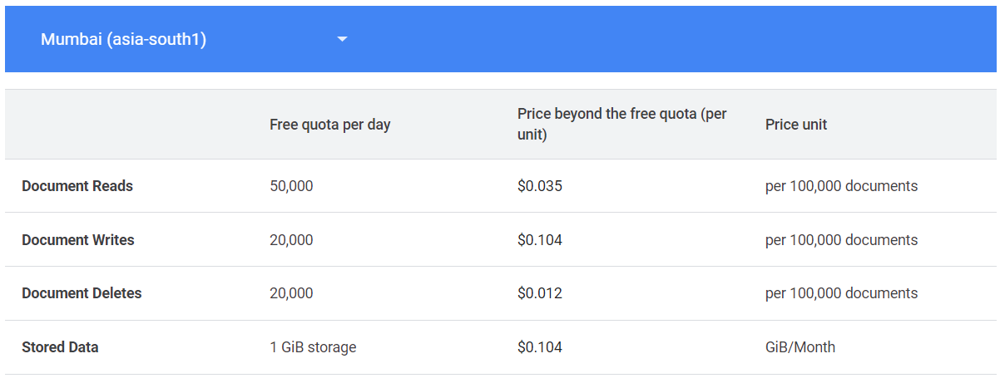 Mumbai (asia-south1)
Free quota per day
Price beyond the free quota (per
unit)
Price unit
Document Reads 50,000 $0.035 per 100,000 documents
Document Writes 20,000 $0.104 per 100,000 documents
Document Deletes 20,000 $0.012 per 100,000 documents
Stored Data 1 GiB storage $0.104 GiB/Month